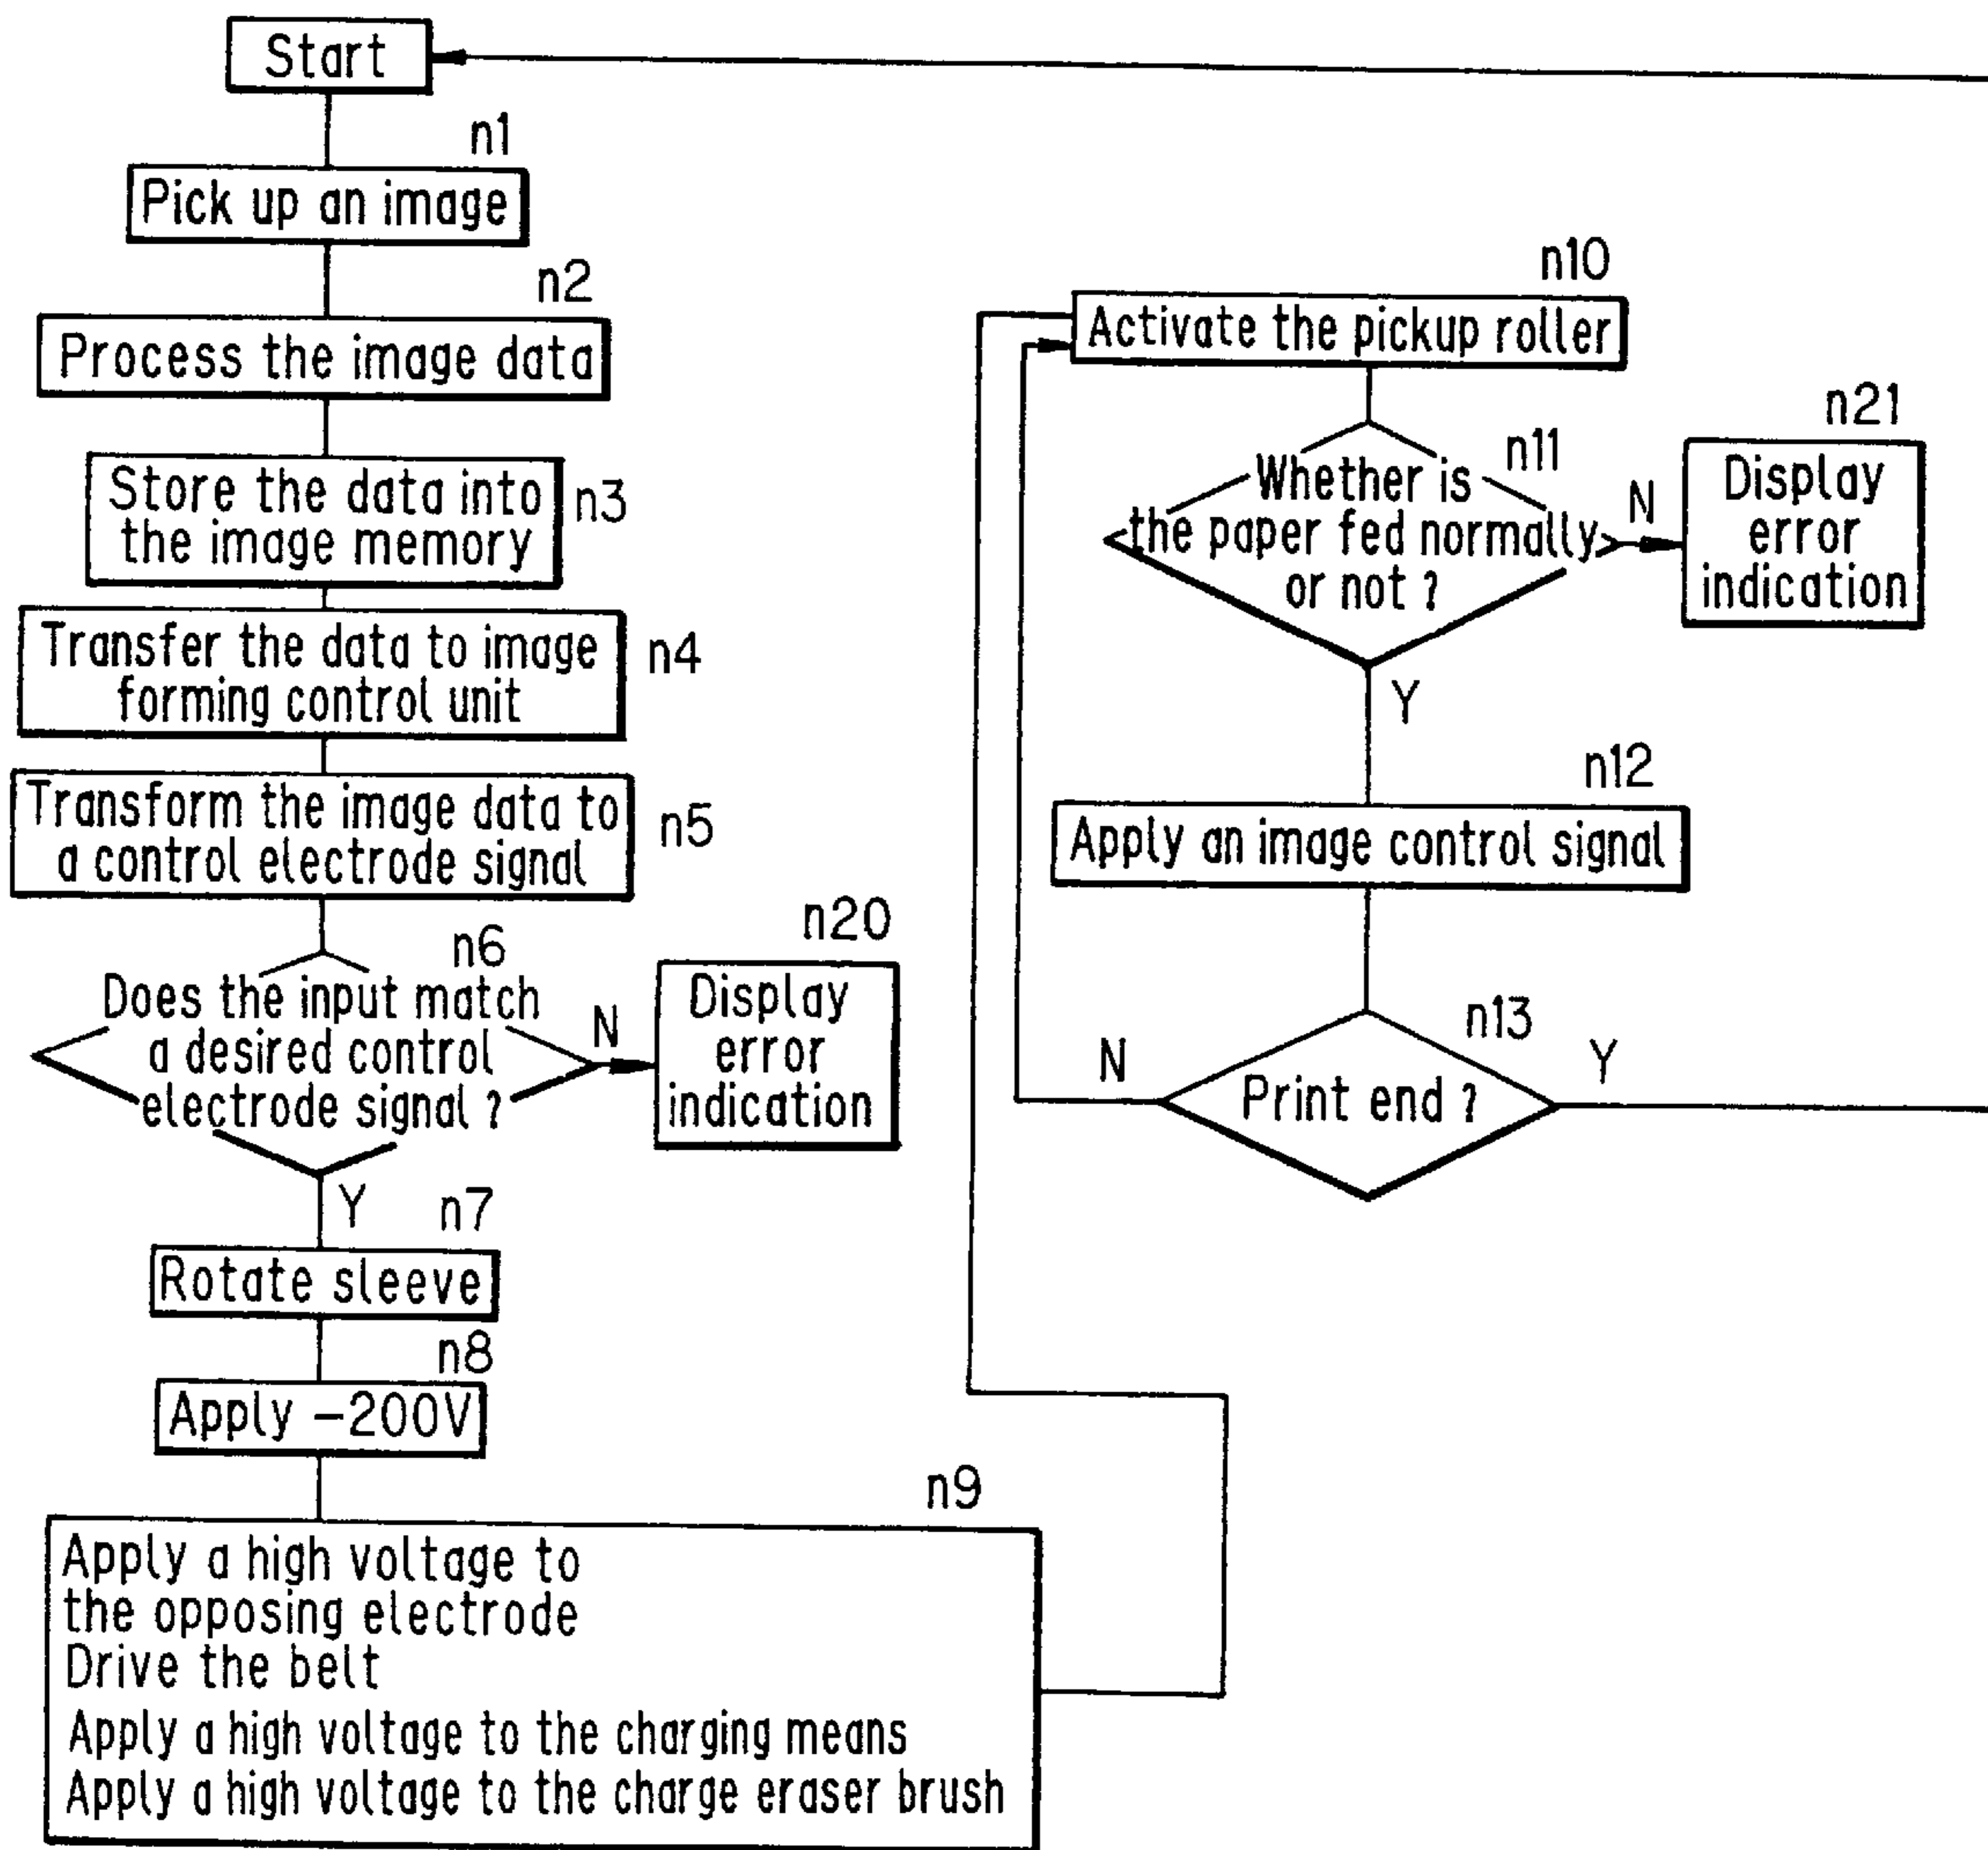 Start
n1
Pick up an image
n2
Process the image data
n3
Store the data into
the image memory
n4
Transfer the data to image
forming control unit
n5
Transform the image data to
a control electrode signal
n6
Does the input match
a desired control
electrode signal ?
N
n20
Display
error
indication
Y
n7
Rotate sleeve
n8
Apply -200V
n9
Apply a high voltage to
the opposing electrode
Drive the belt
Apply a high voltage to the charging means
Apply a high voltage to the charge eraser brush
n10
Activate the pickup roller
n11
Whether is
the paper fed normally
or not ?
N
n21
Display
error
indication
Y
n12
Apply an image control signal
n13
Print end ?
N
Y